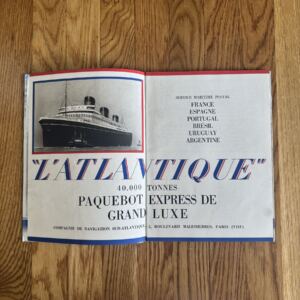 SERVICE MARITIME POSTAL
FRANCE
ESPAGNE
PORTUGAL
BRESIL
URUGUAY
ARGENTINE
"L'ATLANTIQUE"
40.000 TONNES
PAQUEBOT EXPRESS DE
GRAND LUXE
COMPAGNIE DE NAVIGATION SUD-ATLANTIQUE, BOULEVARD MALESHERBES, PARIS (VIIIe)